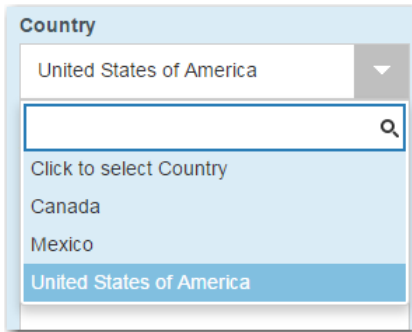 Country
United States of America
Click to select Country
Canada
Mexico
United States of America